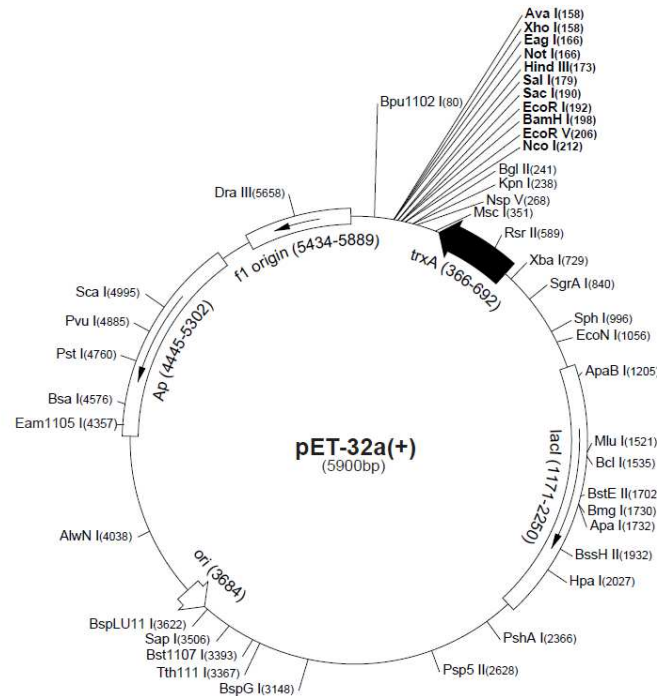 Ava I(158)
Xho I(158)
Eag I(166)
Not I(166)
Hind III(173)
Sal I(179)
Sac I(190)
EcoR I(192)
BamH I(198)
EcoR V(206)
Nco I(212)
Bpu1102 I(80)
Bgl II(241)
Kpn I(238)
Nsp V(268)
Msc I(351)
Rsr II(589)
Xba I(729)
SgrA I(840)
Sph I(996)
EcoN I(1056)
ApaB I(1205)
Mlu I(1521)
Bcl I(1535)
BstE II(1702)
Bmg I(1730)
Apa I(1732)
BssH II(1932)
Hpa I(2027)
PshA I(2366)
Psp5 II(2628)
BspG I(3148)
Tth111 I(3367)
Bst1107 I(3393)
Sap I(3506)
BspLU11 I(3622)
AlwN I(4038)
Eam1105 I(4357)
Bsa I(4576)
Pst I(4760)
Pvu I(4885)
Sca I(4995)
Dra III(5658)
f1 origin (5434-5889)
trxA (366-692)
lacI (1171-2250)
ori (3684)
Ap (4445-5302)
pET-32a(+)
(5900bp)